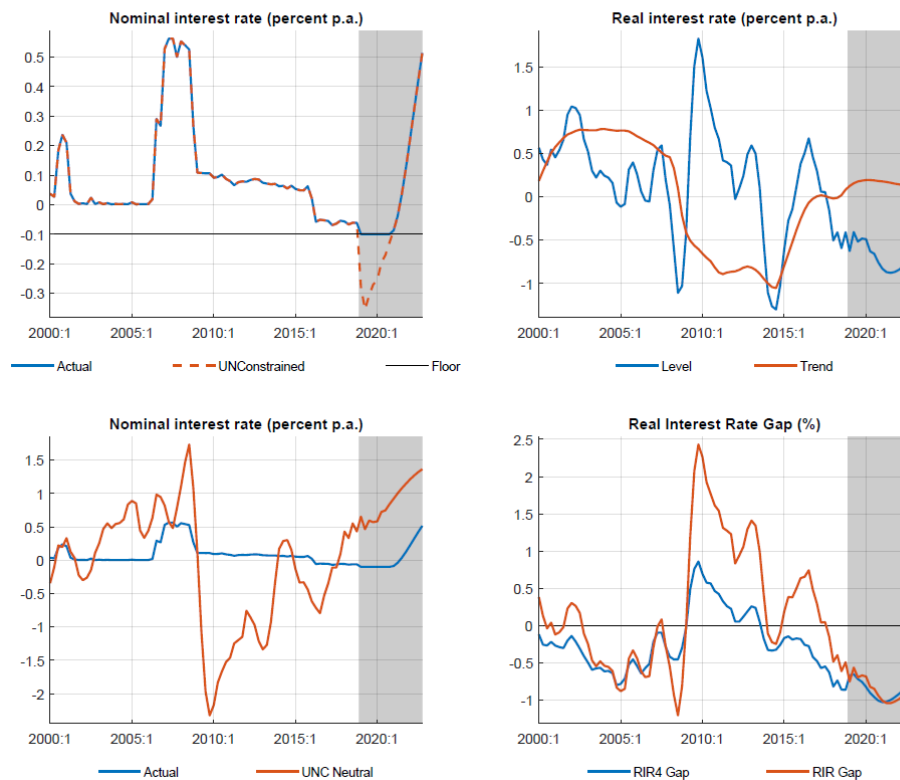 Nominal interest rate (percent p.a.)
0.5
0.4
0.3
0.2
0.1
0
-0.1
-0.2
-0.3
2000:1 2005:1 2010:1 2015:1 2020:1
Actual UNConstrained Floor
Real interest rate (percent p.a.)
1.5
1
0.5
0
-0.5
-1
2000:1 2005:1 2010:1 2015:1 2020:1
Level Trend
Nominal interest rate (percent p.a.)
1.5
1
0.5
0
-0.5
-1
-1.5
-2
2000:1 2005:1 2010:1 2015:1 2020:1
Actual UNC Neutral
Real Interest Rate Gap (%)
2.5
2
1.5
1
0.5
0
-0.5
-1
2000:1 2005:1 2010:1 2015:1 2020:1
RIR4 Gap RIR Gap